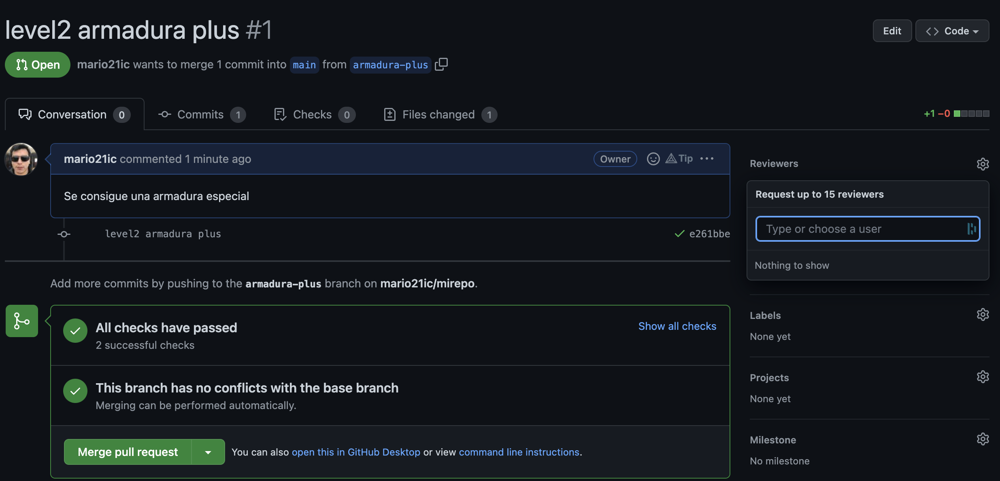 level2 armadura plus #1
Edit
Code
Open
mario21ic wants to merge 1 commit into main from armadura-plus
Conversation 0
Commits 1
Checks 0
Files changed 1
+1 −0
mario21ic commented 1 minute ago
Owner
Tip
Se consigue una armadura especial
level2 armadura plus
e261bbe
Add more commits by pushing to the armadura-plus branch on mario21ic/mirepo.
All checks have passed
2 successful checks
Show all checks
This branch has no conflicts with the base branch
Merging can be performed automatically.
Merge pull request
You can also open this in GitHub Desktop or view command line instructions.
Reviewers
Request up to 15 reviewers
Type or choose a user
Nothing to show
Labels
None yet
Projects
None yet
Milestone
No milestone